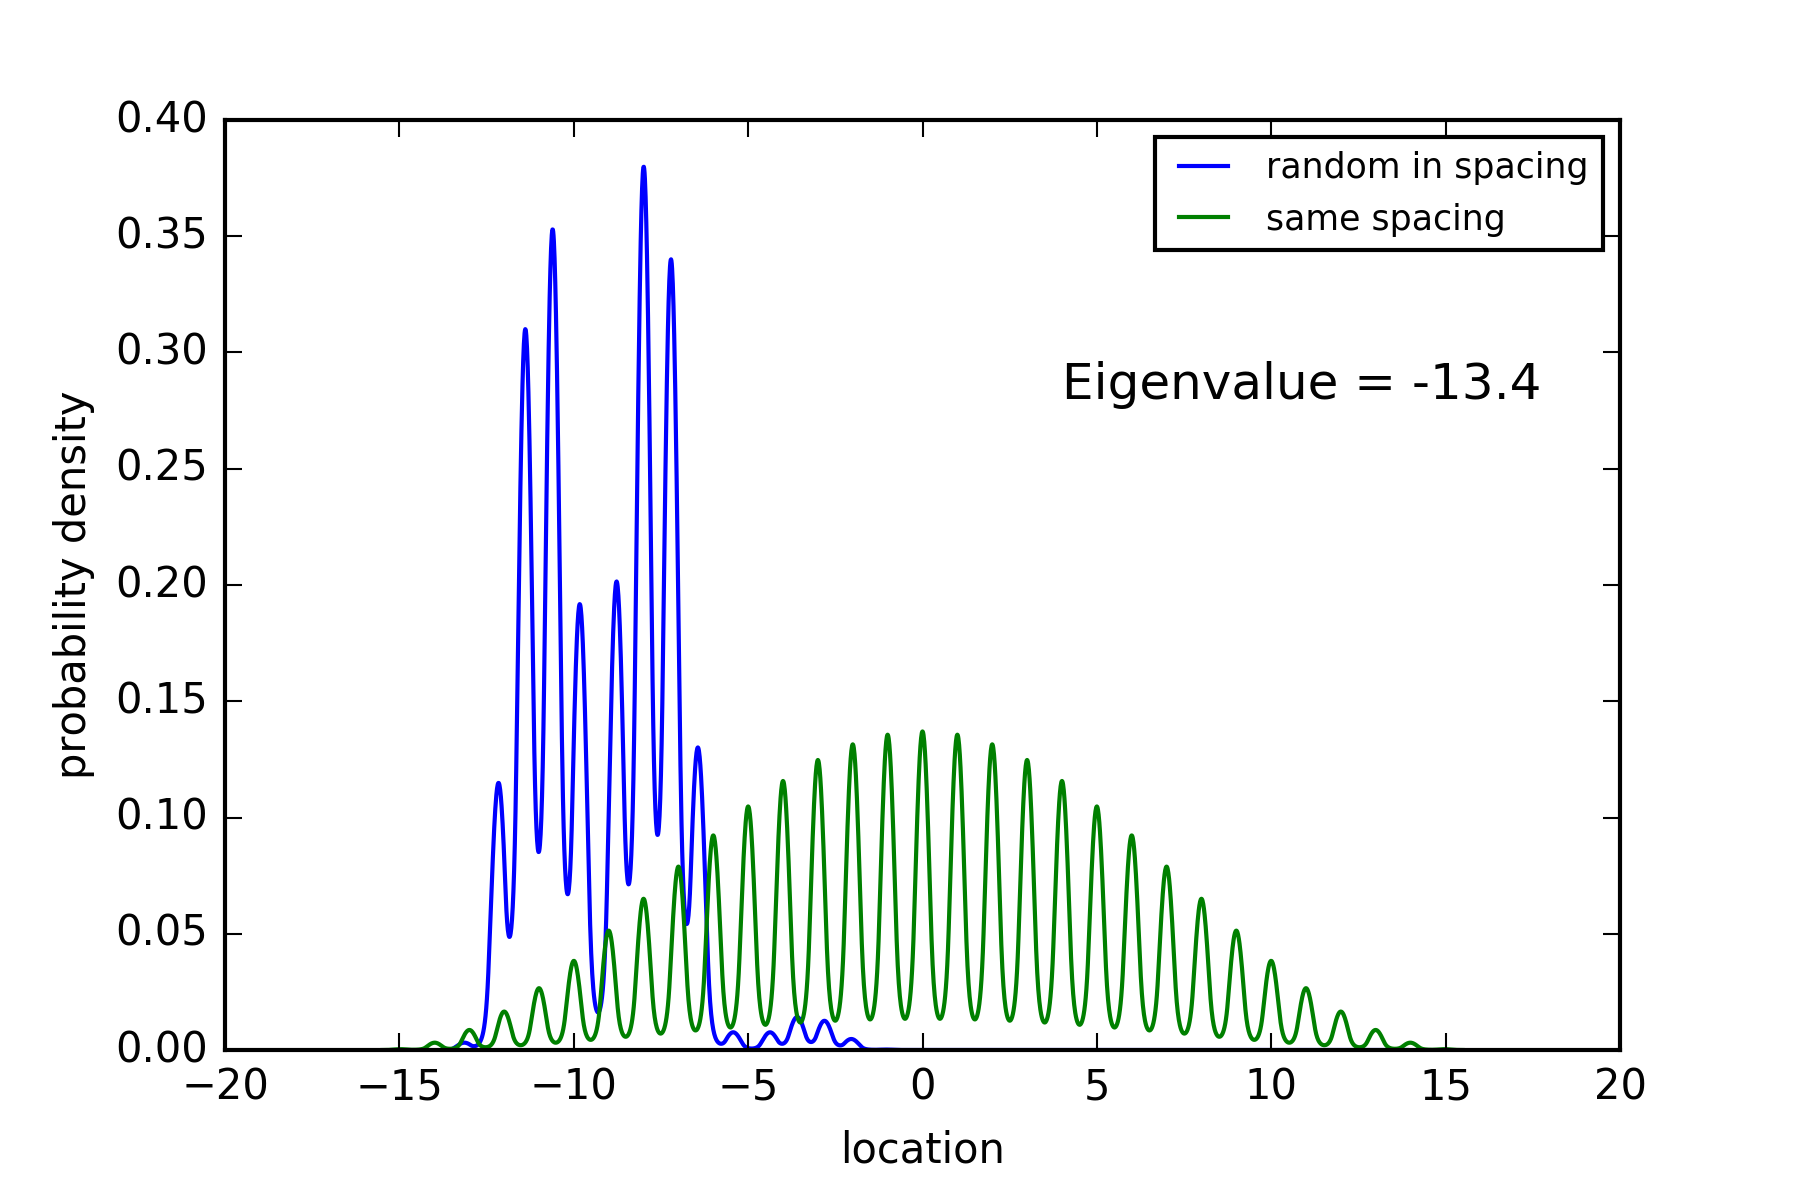 0.40
0.35
0.30
0.25
0.20
0.15
0.10
0.05
0.00
probability density
random in spacing
same spacing
Eigenvalue = -13.4
−20 −15 −10 −5 0 5 10 15 20
location